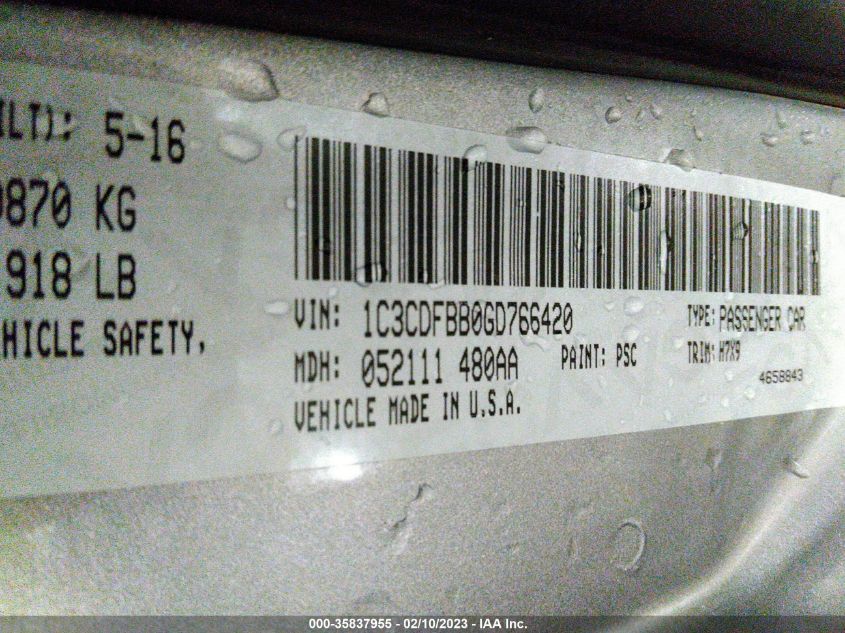 ILT): 5-16
870 KG
918 LB
HICLE SAFETY,
VIN: 1C3CDFBB0GD766420 TYPE: PASSENGER CAR
MDH: 052111 480AA PAINT: PSC TRIM: H7X9
4658843
VEHICLE MADE IN U.S.A.
000-35837955 - 02/10/2023 - IAA Inc.